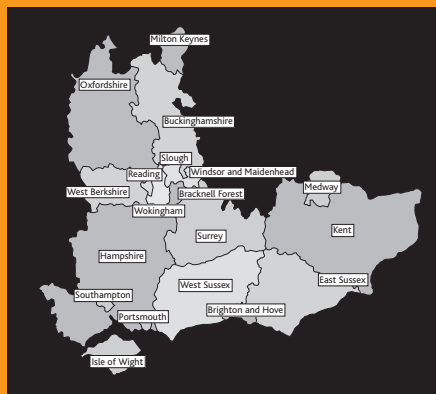 Milton Keynes
Oxfordshire
Buckinghamshire
Slough
Reading
Windsor and Maidenhead
West Berkshire
Bracknell Forest
Medway
Wokingham
Kent
Surrey
Hampshire
East Sussex
West Sussex
Southampton
Brighton and Hove
Portsmouth
Isle of Wight